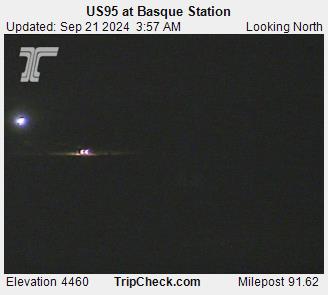 US95 at Basque Station
Updated: Sep 21 2024 3:57 AM Looking North
Elevation 4460 TripCheck.com Milepost 91.62